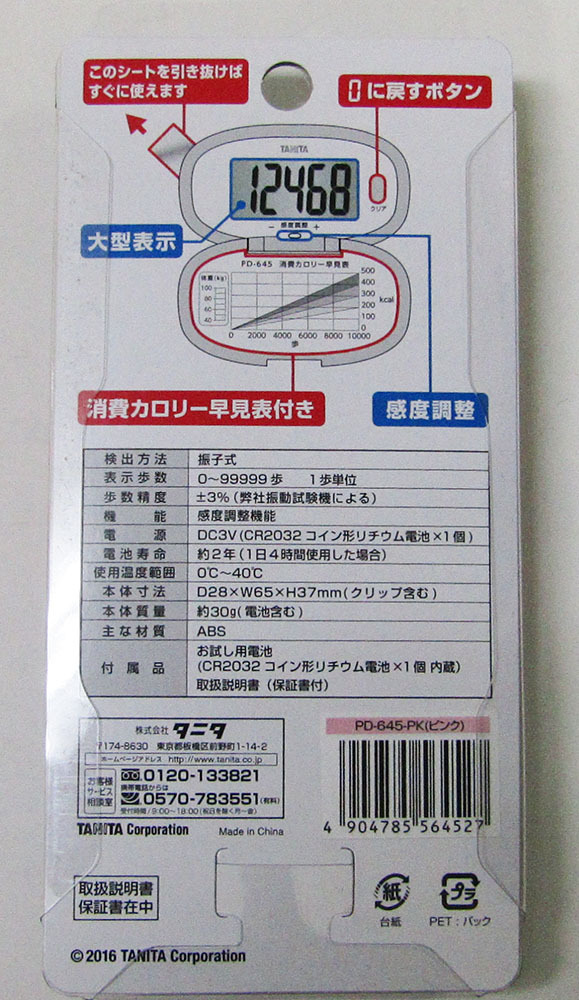 このシートを引き抜けば
すぐに使えます
0に戻すボタン
TANITA
12468
クリア
− 感度調整 +
大型表示
PD-645 消費カロリー早見表
体重(kg)
100
80
60
40
500
400
300
200
100
0
kcal
0 2000 4000 6000 8000 10000
歩
消費カロリー早見表付き
感度調整
検出方法 振子式
表示歩数 0～99999歩 1歩単位
歩数精度 ±3%(弊社振動試験機による)
機能 感度調整機能
電源 DC3V(CR2032コイン形リチウム電池×1個)
電池寿命 約2年(1日4時間使用した場合)
使用温度範囲 0℃～40℃
本体寸法 D28×W65×H37mm(クリップ含む)
本体質量 約30g(電池含む)
主な材質 ABS
付属品 お試し用電池
(CR2032コイン形リチウム電池×1個 内蔵)
取扱説明書(保証書付)
株式会社 タニタ
〒174-8630 東京都板橋区前野町1-14-2
ホームページアドレス http://www.tanita.co.jp
お客様
サービス
相談室
0120-133821
携帯電話からは
0570-783551(有料)
受付時間/9:00～18:00(祝日を除く月～金)
TANITA Corporation
Made in China
PD-645-PK(ピンク)
4 904785 564527
取扱説明書
保証書在中
紙
台紙
プラ
PET：パック
©2016 TANITA Corporation